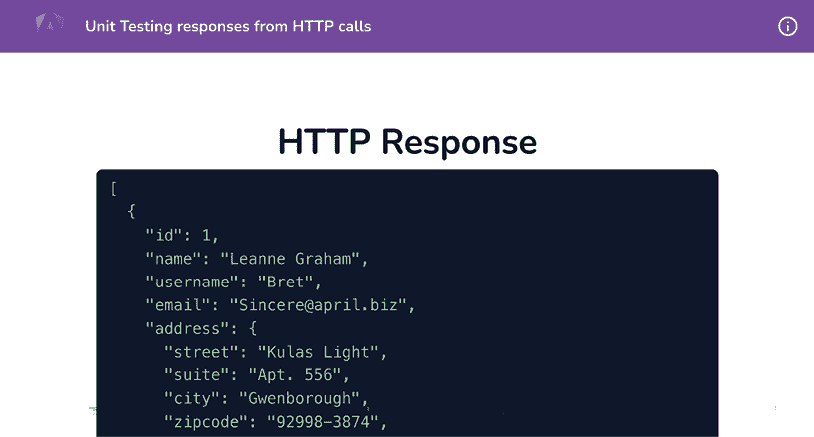 Unit Testing responses from HTTP calls
HTTP Response
[
{
"id": 1,
"name": "Leanne Graham",
"username": "Bret",
"email": "Sincere@april.biz",
"address": {
"street": "Kulas Light",
"suite": "Apt. 556",
"city": "Gwenborough",
"zipcode": "92998-3874",